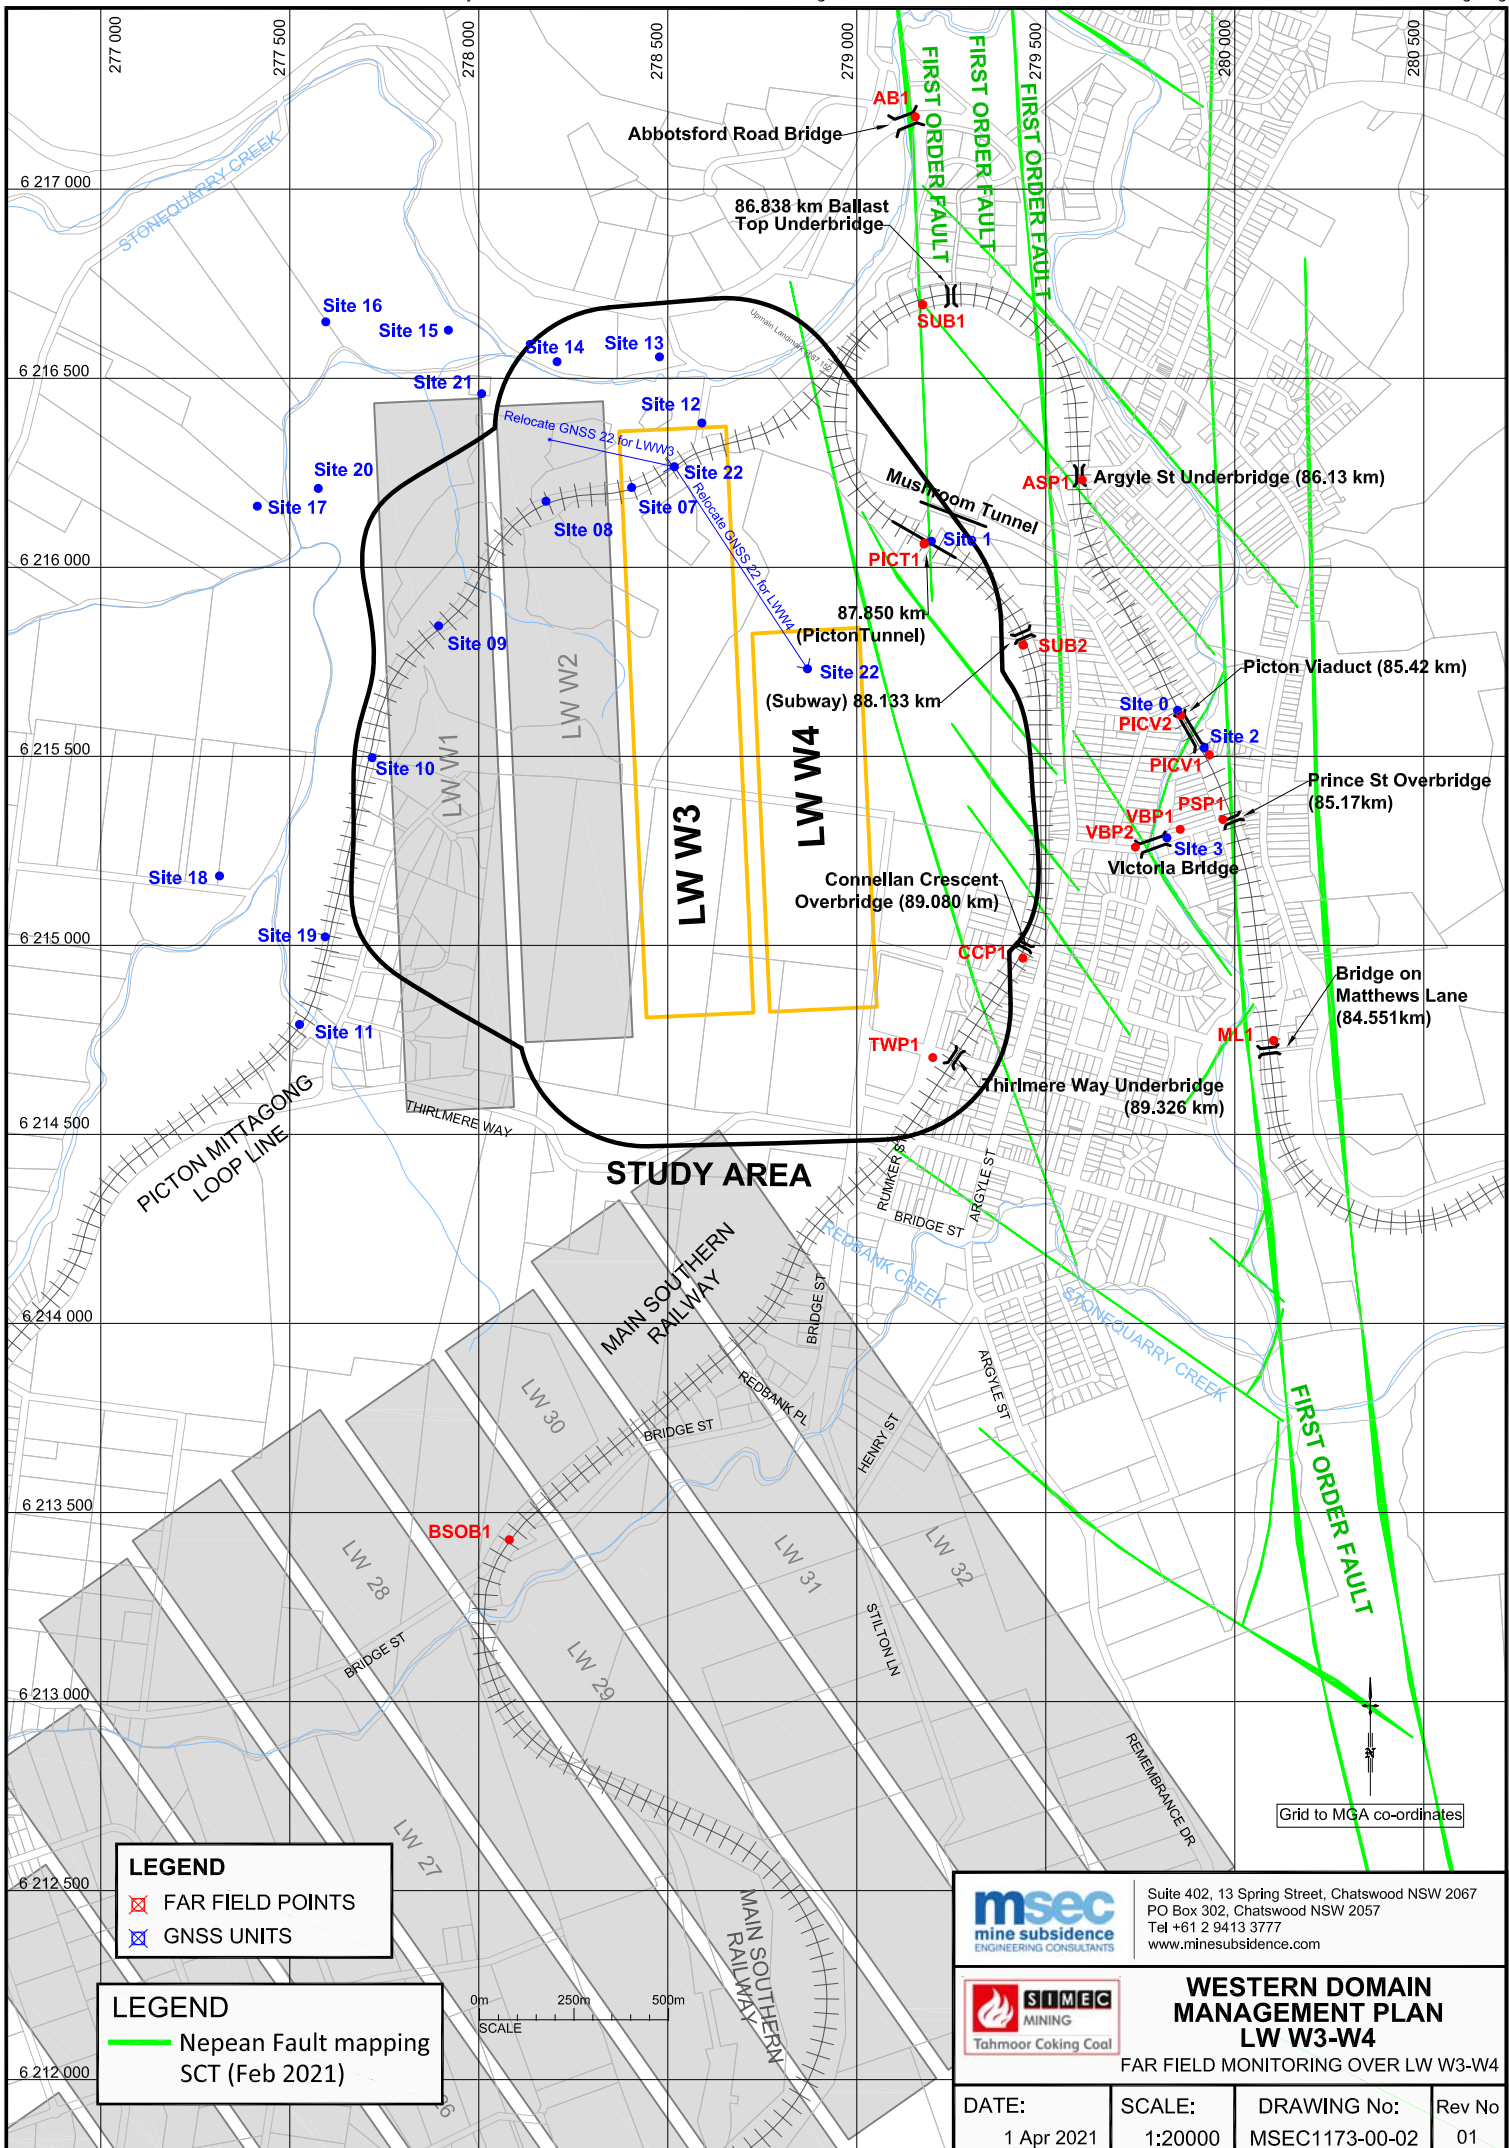 277 000
277 500
278 000
278 500
279 000
279 500
280 000
280 500
FIRST ORDER FAULT
FIRST ORDER FAULT
FIRST ORDER FAULT
AB1
Abbotsford Road Bridge
STONEQUARRY CREEK
6 217 000
86.838 km Ballast
Top Underbridge
Site 16
Site 15
SUB1
Site 14
Site 13
6 216 500
Site 21
Site 12
Relocate GNSS 22 for LWW3
Site 22
Site 20
Site 17
Site 08
Site 07
Relocate GNSS 22 for LWW4
Mushroom Tunnel
ASP1
Argyle St Underbridge (86.13 km)
Site 1
PICT1
6 216 000
87.850 km
(PictonTunnel)
Site 09
SUB2
Site 22
(Subway) 88.133 km
Picton Viaduct (85.42 km)
Site 0
PICV2
Site 2
PICV1
LW W1
LW W2
LW W3
LW W4
6 215 500
Site 10
Prince St Overbridge
(85.17km)
PSP1
VBP1
VBP2
Site 3
Victoria Bridge
Site 18
Connellan Crescent
Overbridge (89.080 km)
Site 19
6 215 000
CCP1
Bridge on
Matthews Lane
(84.551km)
Site 11
ML1
TWP1
Thirlmere Way Underbridge
(89.326 km)
THIRLMERE WAY
6 214 500
PICTON MITTAGONG
LOOP LINE
STUDY AREA
RUMKER ST
ARGYLE ST
BRIDGE ST
REDBANK CREEK
MAIN SOUTHERN
RAILWAY
BRIDGE ST
STONEQUARRY CREEK
6 214 000
ARGYLE ST
REDBANK PL
LW 30
BRIDGE ST
HENRY ST
FIRST ORDER FAULT
6 213 500
BSOB1
LW 28
LW 31
LW 32
STILTON LN
BRIDGE ST
LW 29
6 213 000
REMEMBRANCE DR
N
Grid to MGA co-ordinates
LW 27
LEGEND
FAR FIELD POINTS
GNSS UNITS
6 212 500
MAIN SOUTHERN
RAILWAY
LEGEND
Nepean Fault mapping
SCT (Feb 2021)
0m
250m
500m
SCALE
6 212 000
msec
mine subsidence
ENGINEERING CONSULTANTS
Suite 402, 13 Spring Street, Chatswood NSW 2067
PO Box 302, Chatswood NSW 2057
Tel +61 2 9413 3777
www.minesubsidence.com
SIMEC
MINING
Tahmoor Coking Coal
WESTERN DOMAIN
MANAGEMENT PLAN
LW W3-W4
FAR FIELD MONITORING OVER LW W3-W4
DATE:
1 Apr 2021
SCALE:
1:20000
DRAWING No:
MSEC1173-00-02
Rev No
01